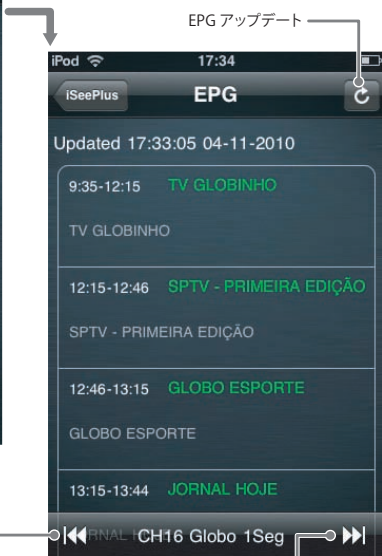 EPG アップデート
iPod 17:34
iSeePlus EPG
Updated 17:33:05 04-11-2010
9:35-12:15 TV GLOBINHO
TV GLOBINHO
12:15-12:46 SPTV - PRIMEIRA EDIÇÃO
SPTV - PRIMEIRA EDIÇÃO
12:46-13:15 GLOBO ESPORTE
GLOBO ESPORTE
13:15-13:44 JORNAL HOJE
CH16 Globo 1Seg